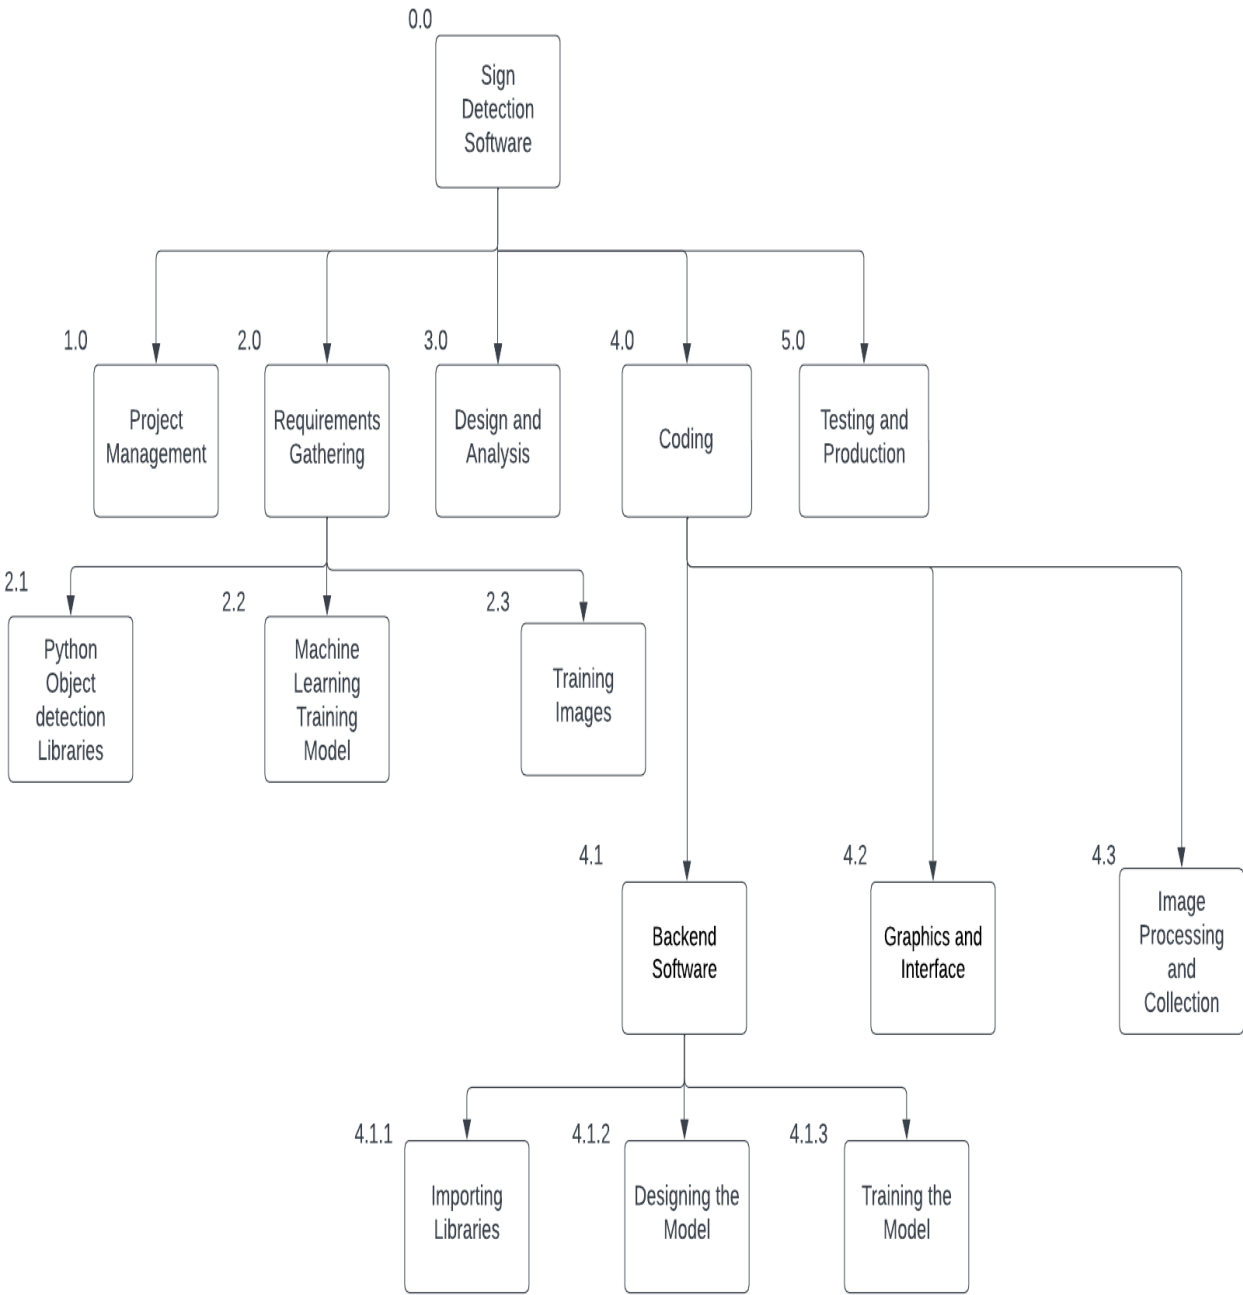 0.0
Sign
Detection
Software
1.0
2.0
3.0
4.0
5.0
Project
Management
Requirements
Gathering
Design and
Analysis
Coding
Testing and
Production
2.1
2.2
2.3
Python
Object
detection
Libraries
Machine
Learning
Training
Model
Training
Images
4.1
4.2
4.3
Backend
Software
Graphics and
Interface
Image
Processing
and
Collection
4.1.1
4.1.2
4.1.3
Importing
Libraries
Designing the
Model
Training the
Model